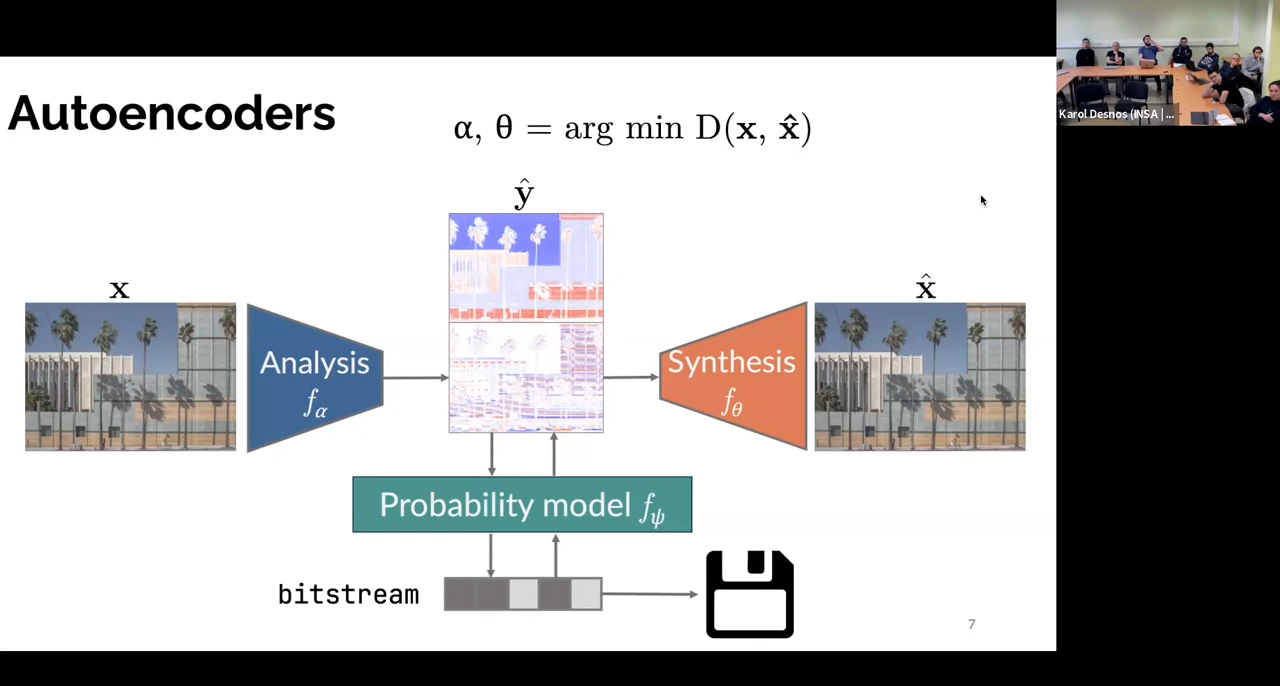 Autoencoders
α, θ = arg min D(x, x̂)
ŷ
x
x̂
Analysis
fα
Synthesis
fθ
Probability model fψ
bitstream
7
Karol Desnos (INSA | ...